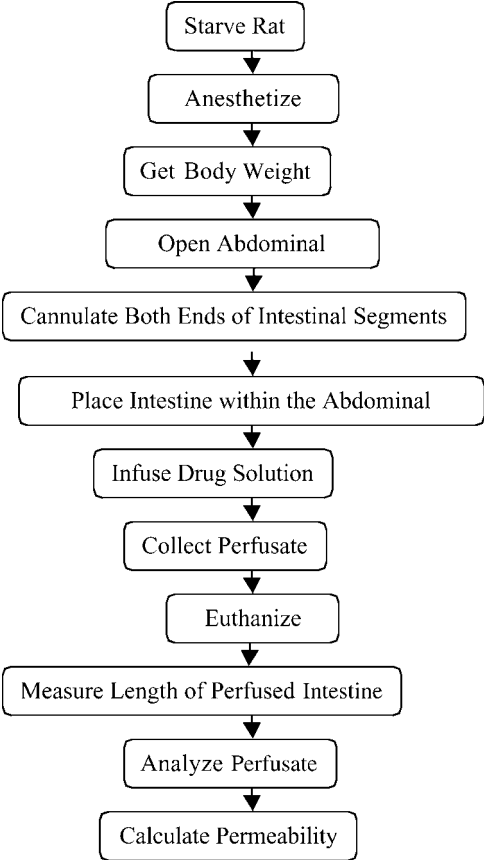 Starve Rat
Anesthetize
Get Body Weight
Open Abdominal
Cannulate Both Ends of Intestinal Segments
Place Intestine within the Abdominal
Infuse Drug Solution
Collect Perfusate
Euthanize
Measure Length of Perfused Intestine
Analyze Perfusate
Calculate Permeability